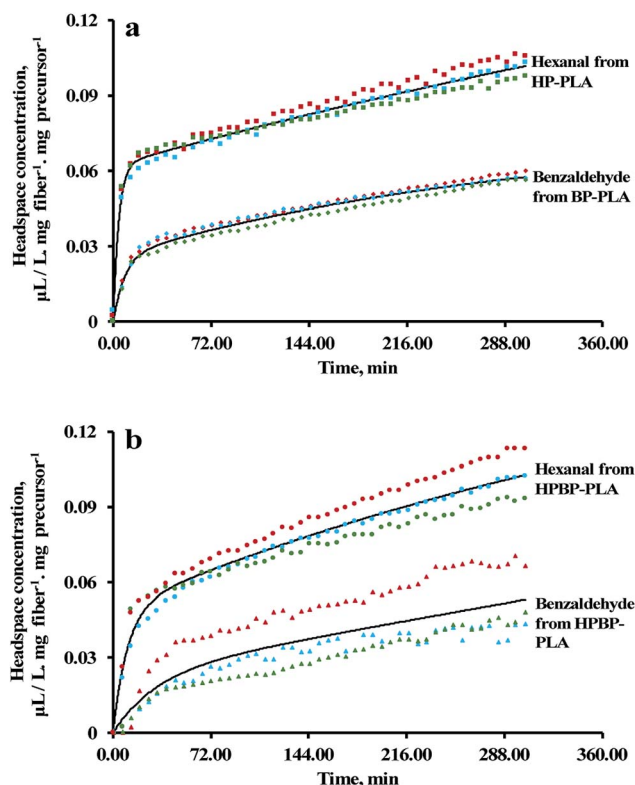 a
Headspace concentration,
µL / L. mg fiber⁻¹. mg precursor⁻¹
0.12
0.09
0.06
0.03
0
Hexanal from
HP-PLA
Benzaldehyde
from BP-PLA
0.00
72.00
144.00
216.00
288.00
360.00
Time, min
b
Headspace concentration,
µL / L. mg fiber⁻¹. mg precursor⁻¹
0.12
0.09
0.06
0.03
0
Hexanal from
HPBP-PLA
Benzaldehyde
from HPBP-
PLA
0.00
72.00
144.00
216.00
288.00
360.00
Time, min